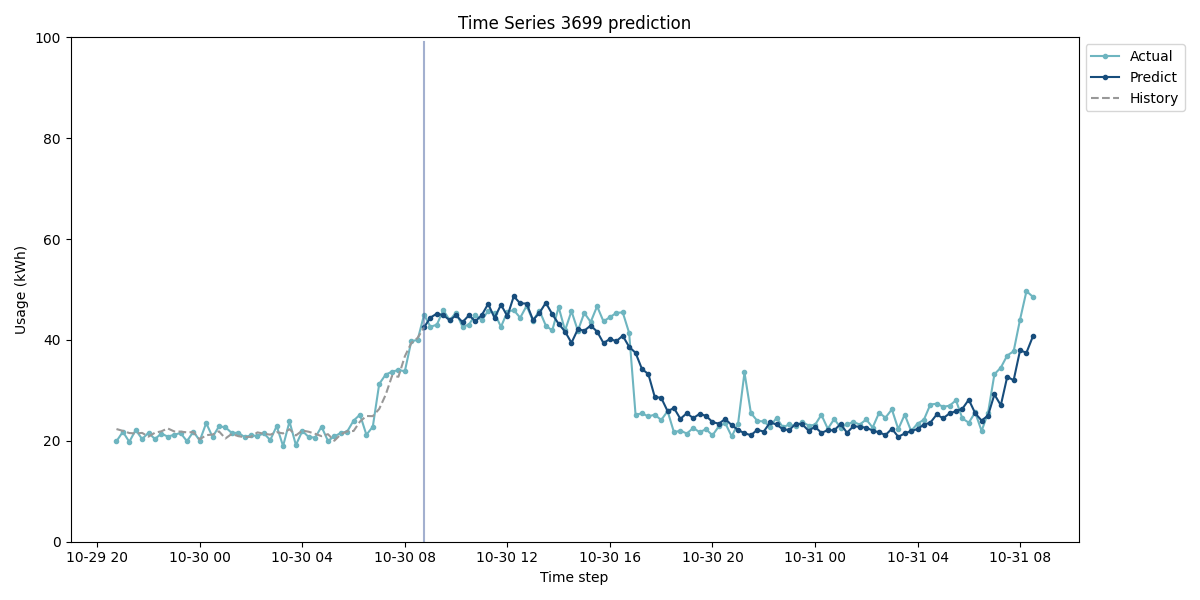 Time Series 3699 prediction
Actual
Predict
History
100
80
60
40
20
0
Usage (kWh)
10-29 20
10-30 00
10-30 04
10-30 08
10-30 12
10-30 16
10-30 20
10-31 00
10-31 04
10-31 08
Time step